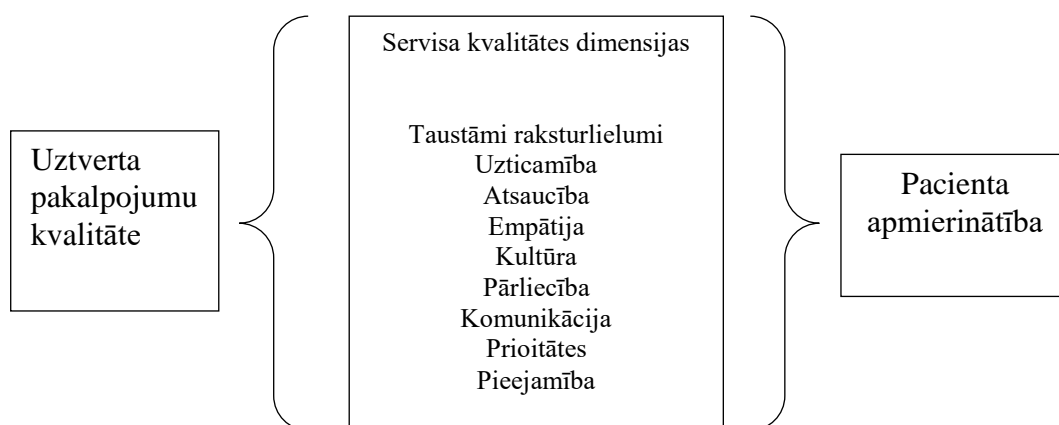 Uztverta
pakalpojumu
kvalitāte
Servisa kvalitātes dimensijas
Taustāmi raksturlielumi
Uzticamība
Atsaucība
Empātija
Kultūra
Pārliecība
Komunikācija
Prioitātes
Pieejamība
Pacienta
apmierinātība